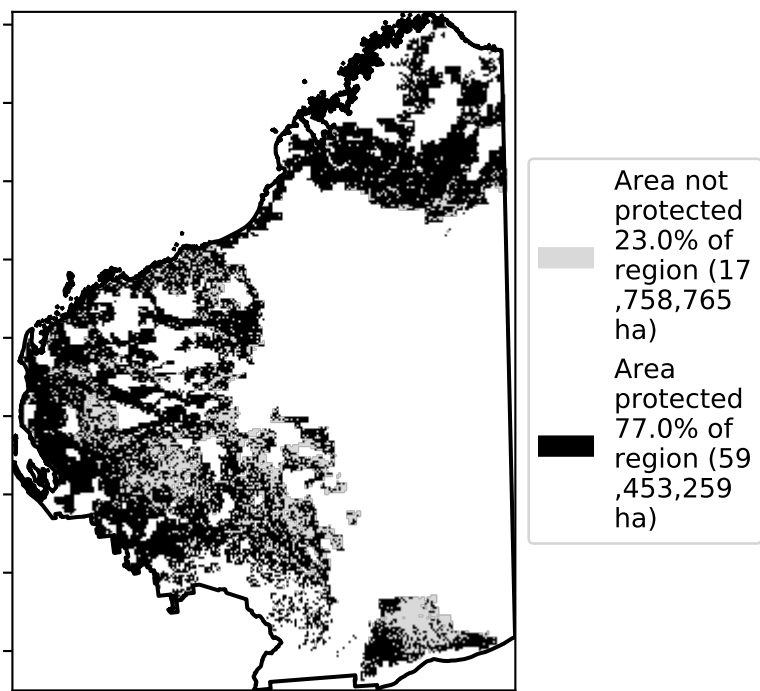 Area not
protected
23.0% of
region (17
,758,765
ha)
Area
protected
77.0% of
region (59
,453,259
ha)